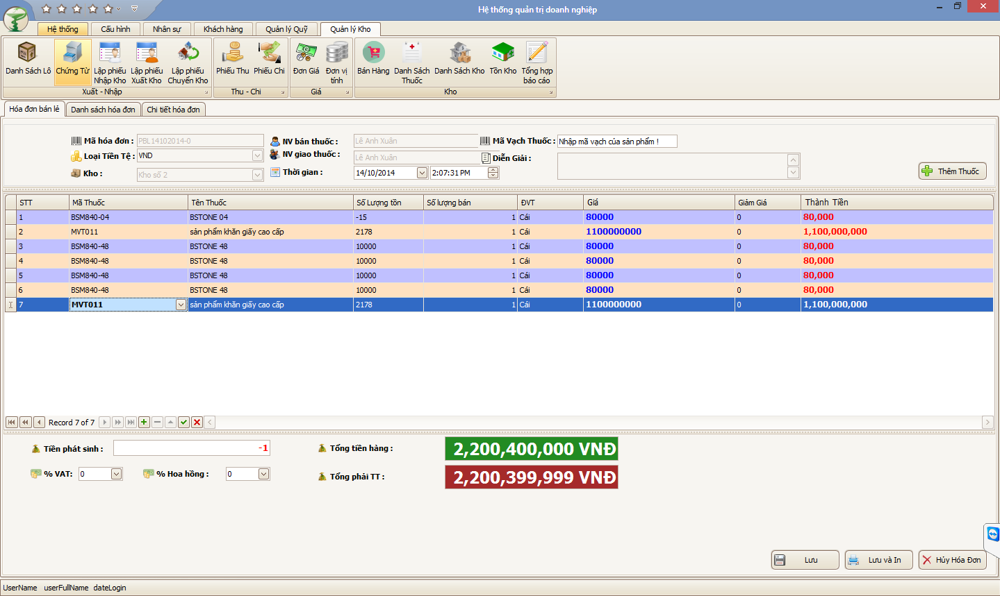 Hệ thống quản trị doanh nghiệp
Hệ thống Cấu hình Nhân sự Khách hàng Quản lý Quỹ Quản lý Kho
Danh Sách Lô Chứng Từ Lập phiếu Nhập Kho Lập phiếu Xuất Kho Lập phiếu Chuyển Kho Phiếu Thu Phiếu Chi Đơn Giá Đơn vị tính Bán Hàng Danh Sách Thuốc Danh Sách Kho Tồn Kho Tổng hợp báo cáo
Xuất - Nhập Thu - Chi Giá Kho
Hóa đơn bán lẻ Danh sách hóa đơn Chi tiết hóa đơn
Mã hóa đơn : PBL14102014-0 NV bán thuốc : Lê Anh Xuân Mã Vạch Thuốc : Nhập mã vạch của sản phẩm !
Loại Tiền Tệ : VND NV giao thuốc : Lê Anh Xuân Diễn Giải :
Kho : Kho số 2 Thời gian : 14/10/2014 2:07:31 PM Thêm Thuốc
STT Mã Thuốc Tên Thuốc Số Lượng tồn Số lượng bán ĐVT Giá Giảm Giá Thành Tiền
1 BSM840-04 BSTONE 04 -15 1 Cái 80000 0 80,000
2 MVT011 sản phẩm khăn giấy cao cấp 2178 1 Cái 1100000000 0 1,100,000,000
3 BSM840-48 BSTONE 48 10000 1 Cái 80000 0 80,000
4 BSM840-48 BSTONE 48 10000 1 Cái 80000 0 80,000
5 BSM840-48 BSTONE 48 10000 1 Cái 80000 0 80,000
6 BSM840-48 BSTONE 48 10000 1 Cái 80000 0 80,000
7 MVT011 sản phẩm khăn giấy cao cấp 2178 1 Cái 1100000000 0 1,100,000,000
Record 7 of 7
Tiền phát sinh : -1 Tổng tiền hàng : 2,200,400,000 VNĐ
% VAT: 0 % Hoa hồng : 0 Tổng phải TT : 2,200,399,999 VNĐ
Lưu Lưu và In Hủy Hóa Đơn
UserName userFullName dateLogin